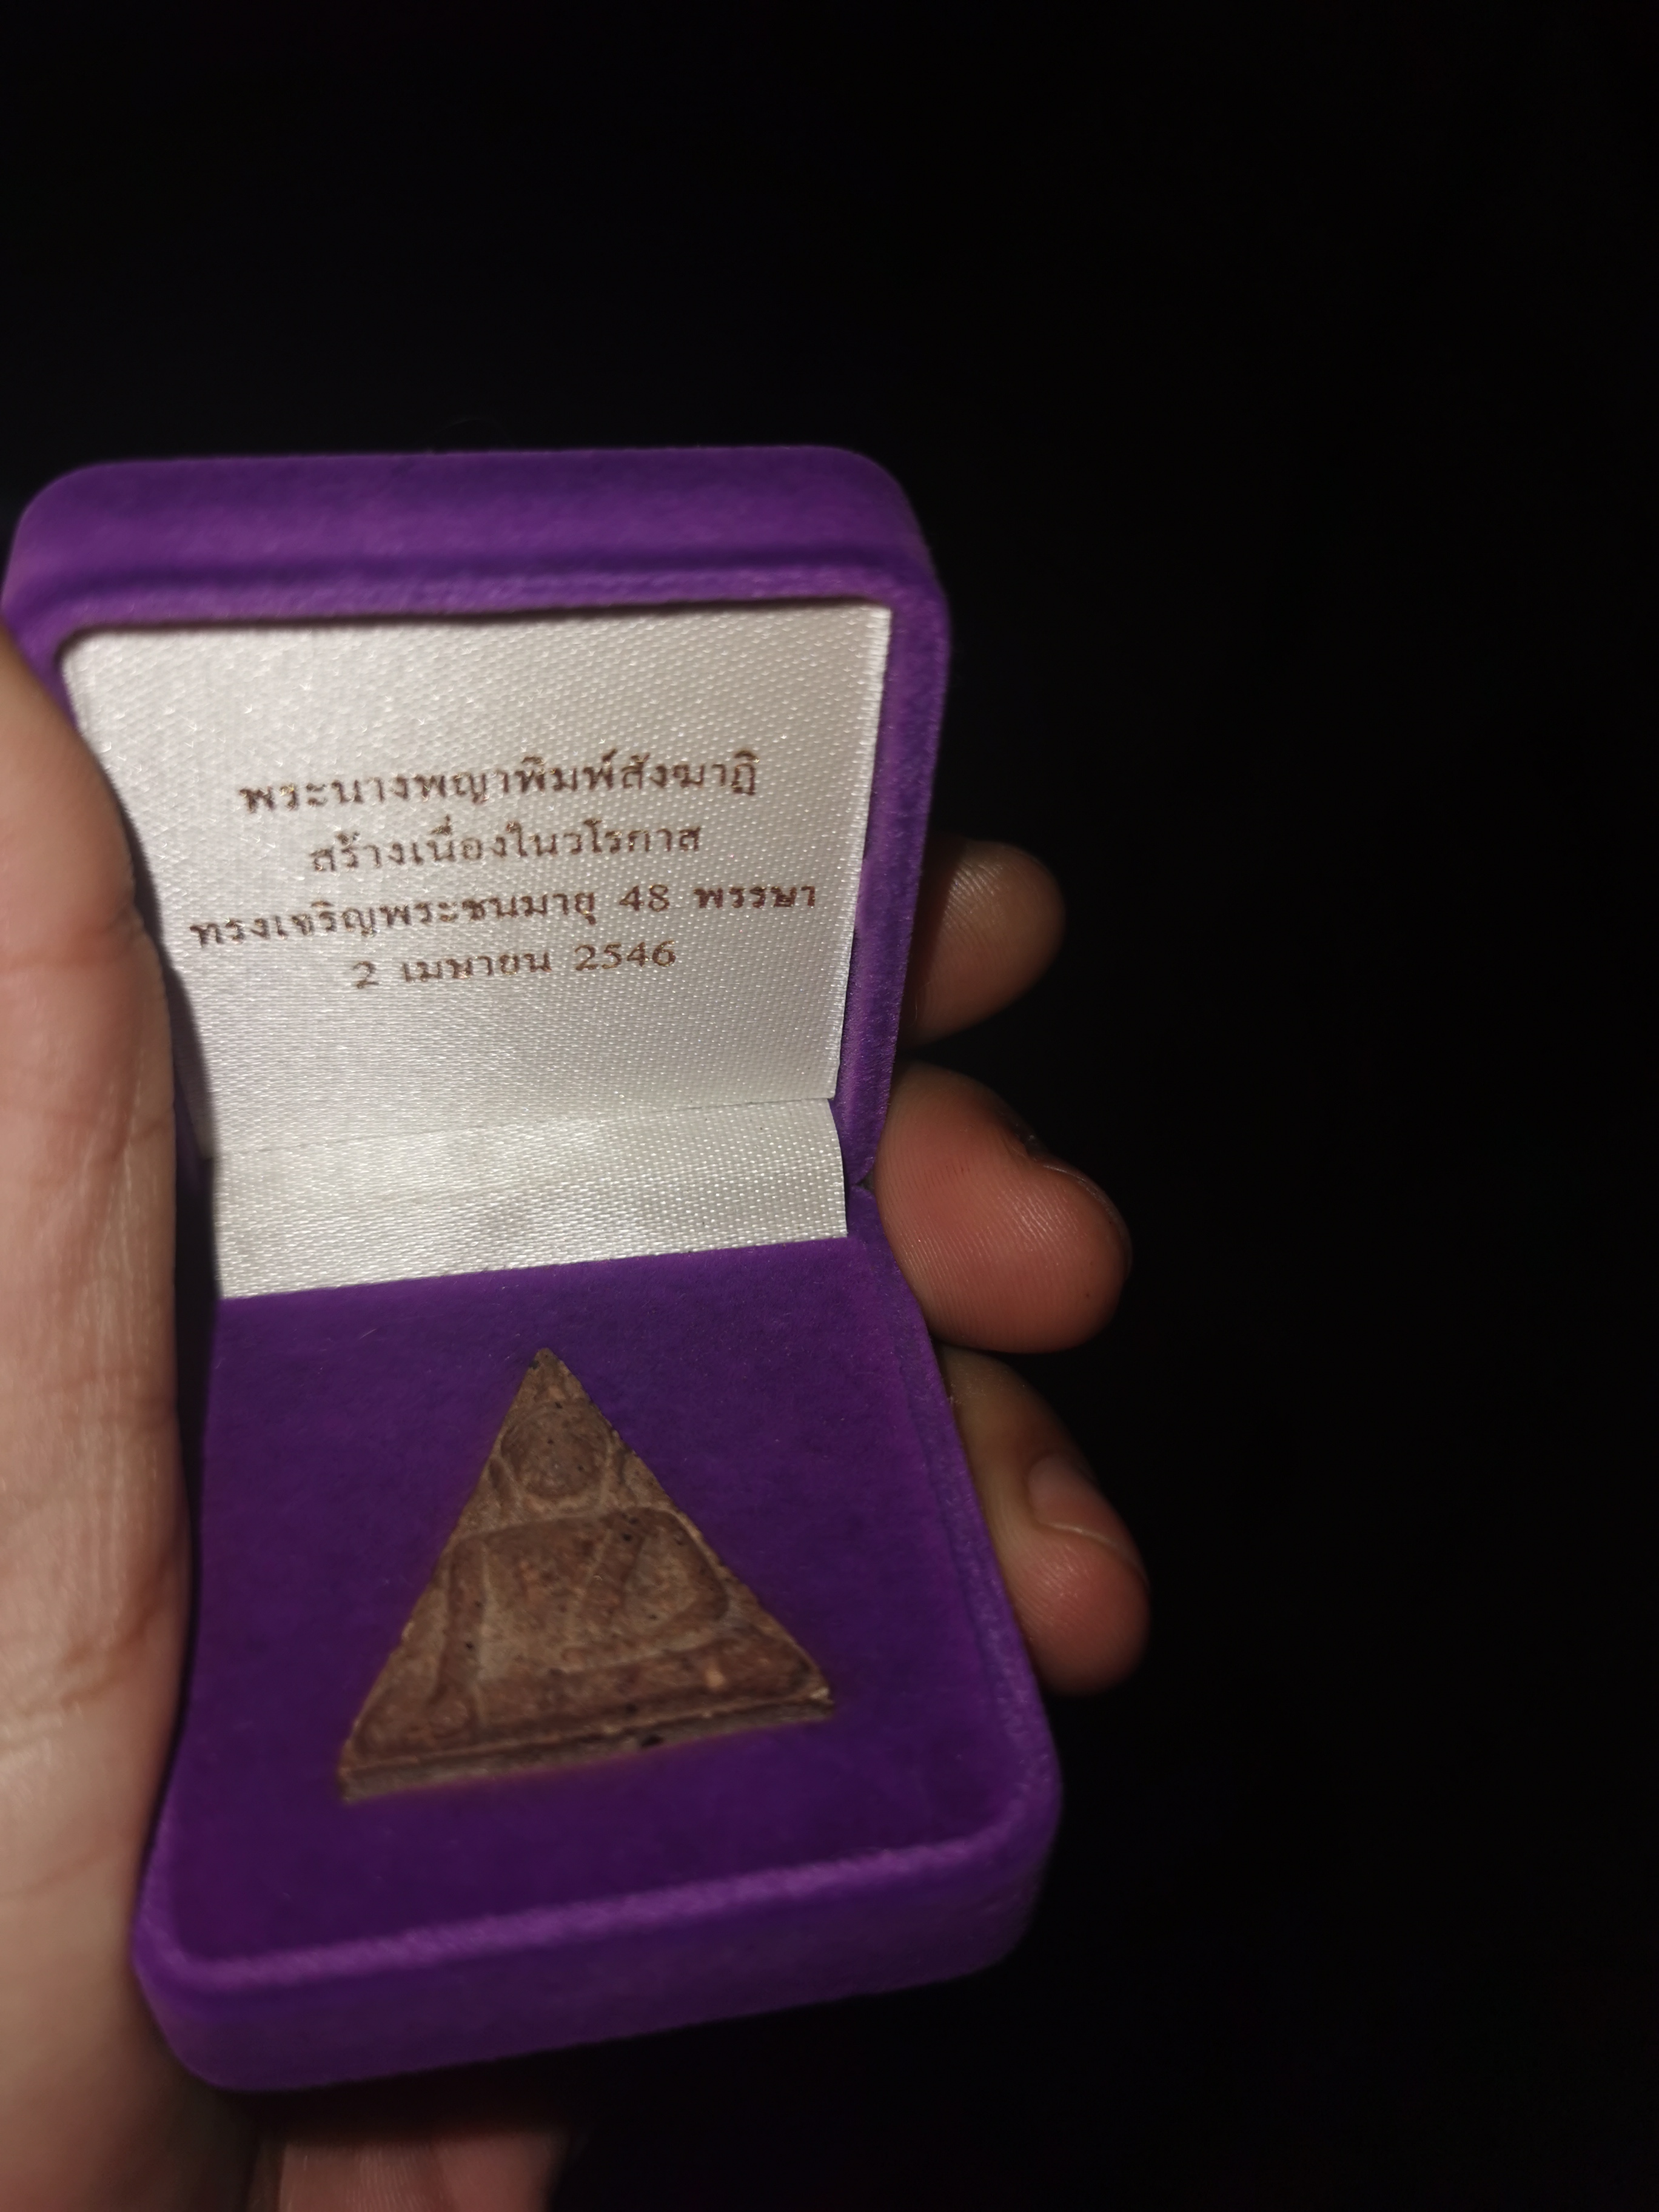 พระนางพญาพิมพ์สังฆาฏิ
สร้างเนื่องในวโรกาส
ทรงเจริญพระชนมายุ 48 พรรษา
2 เมษายน 2546